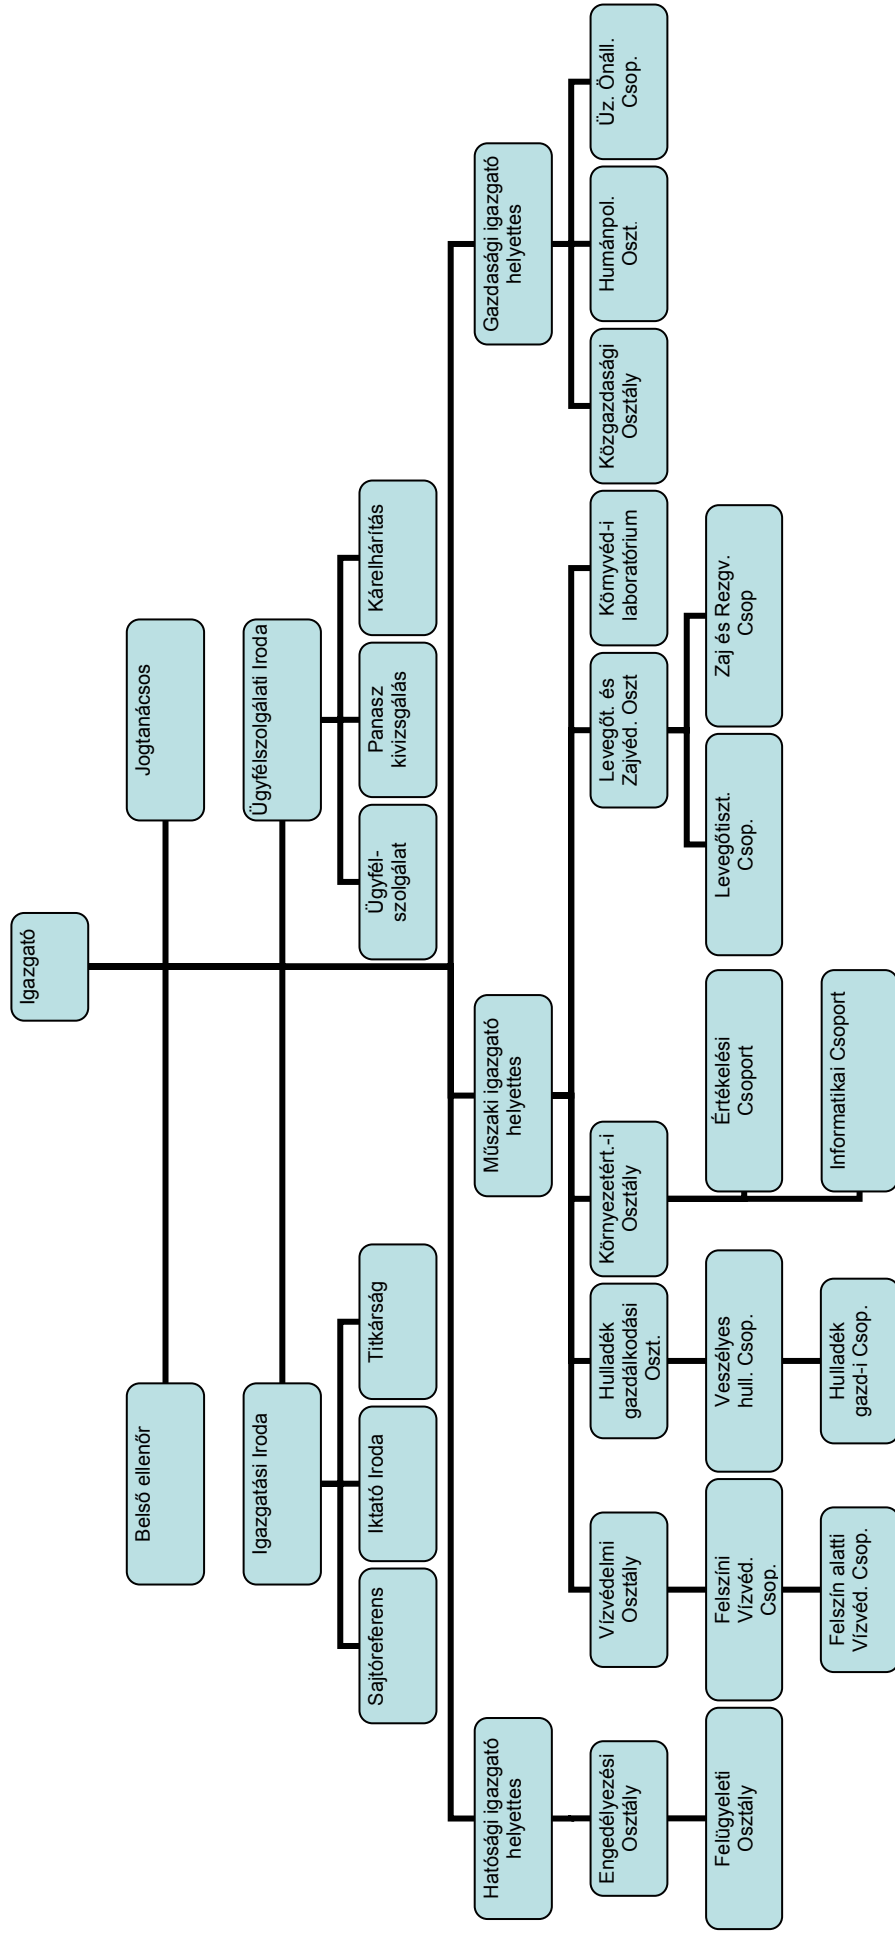 Igazgató
Belső ellenőr
Jogtanácsos
Igazgatási Iroda
Ügyfélszolgálati Iroda
Sajtóreferens
Iktató Iroda
Titkárság
Ügyfél-
szolgálat
Panasz
kivizsgálás
Kárelhárítás
Hatósági igazgató
helyettes
Műszaki igazgató
helyettes
Gazdasági igazgató
helyettes
Engedélyezési
Osztály
Vízvédelmi
Osztály
Hulladék
gazdálkodási
Oszt.
Környezetért.-i
Osztály
Levegőt. és
Zajvéd. Oszt
Környvéd-i
laboratórium
Közgazdasági
Osztály
Humánpol.
Oszt.
Üz. Önáll.
Csop.
Felügyeleti
Osztály
Felszíni
Vízvéd.
Csop.
Veszélyes
hull. Csop.
Értékelési
Csoport
Levegőtiszt.
Csop.
Zaj és Rezgv.
Csop
Felszín alatti
Vízvéd. Csop.
Hulladék
gazd-i Csop.
Informatikai Csoport